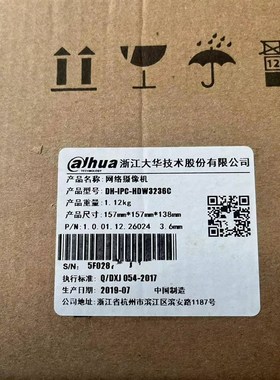 12
alhua
TECHNOLOGY
浙江大华技术股份有限公司
产品名称: 网络摄像机
产品型号: DH-IPC-HDW3236C
产品重量: 1.12kg
产品尺寸: 157mm*157mm*138mm
P/N: 1.0.01.12.26024 3.6mm
S/N: 5F028
执行标准: Q/DXJ 054-2017
生产日期: 2019-07 中国制造
公司地址: 浙江省杭州市滨江区滨安路1187号